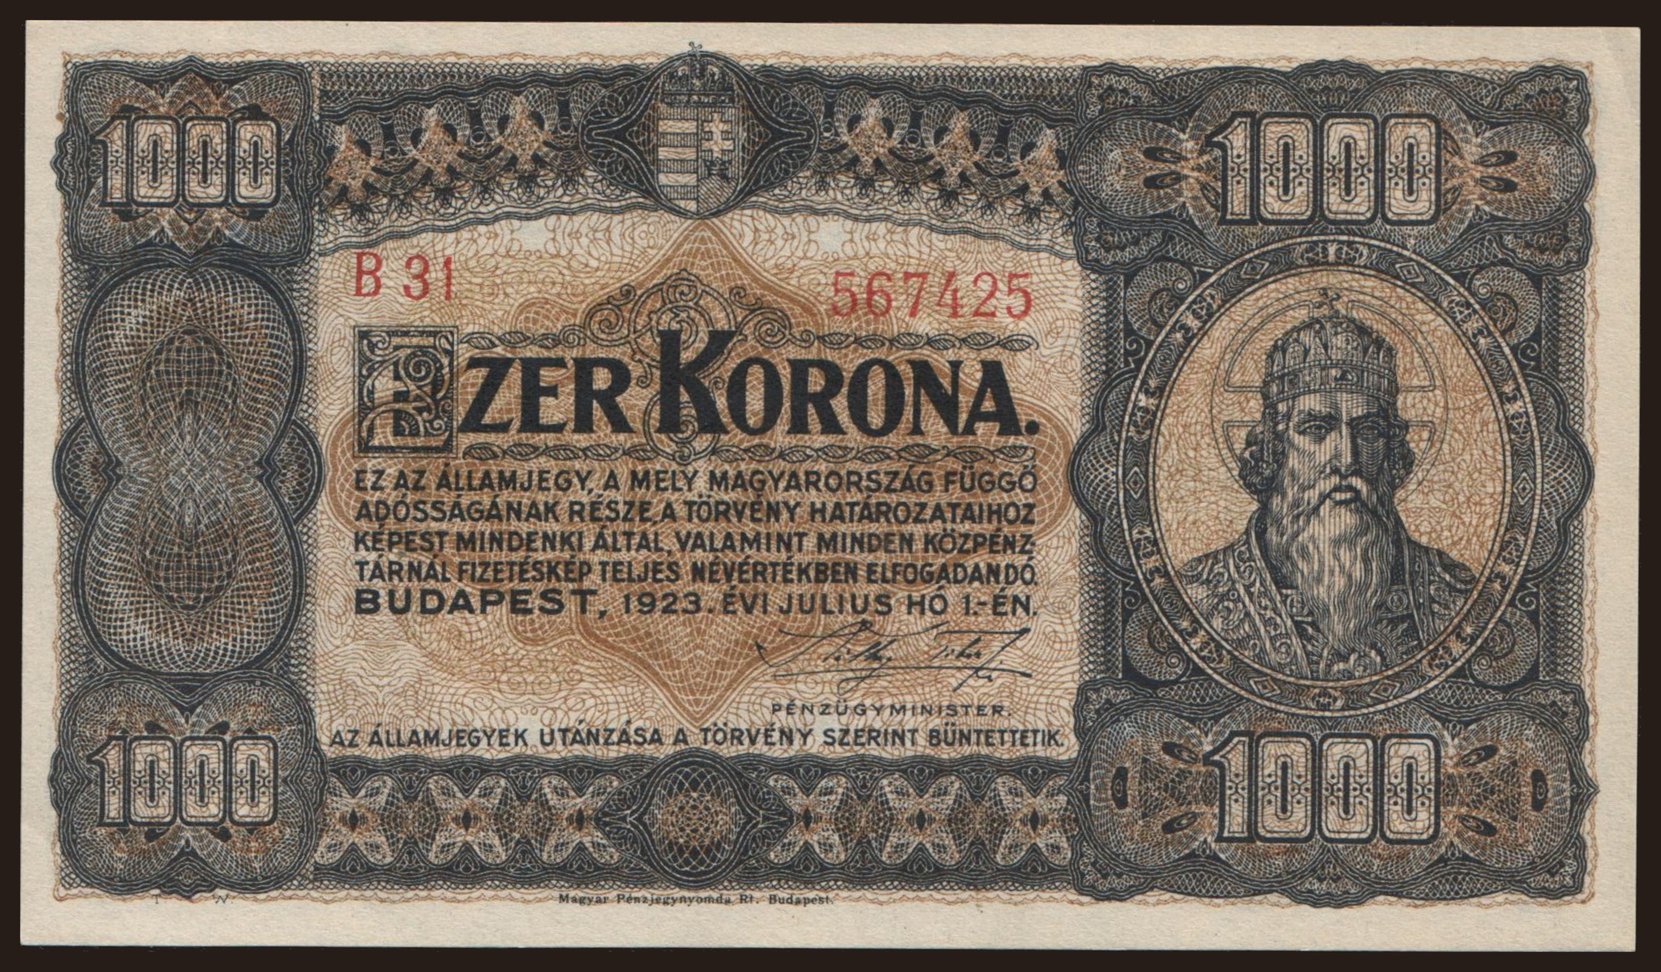 1000
1000
B 31
567425
EZER KORONA.
EZ AZ ÁLLAMJEGY, A MELY MAGYARORSZÁG FÜGGŐ
ADÓSSÁGÁNAK RÉSZE, A TÖRVÉNY HATÁROZATAIHOZ
KÉPEST MINDENKI ÁLTAL, VALAMINT MINDEN KÖZPÉNZ-
TÁRNÁL FIZETÉSKÉP TELJES NÉVÉRTÉKBEN ELFOGADANDÓ.
BUDAPEST, 1923. ÉVI JULIUS HÓ 1.-ÉN.
PÉNZÜGYMINISTER.
AZ ÁLLAMJEGYEK UTÁNZÁSA A TÖRVÉNY SZERINT BÜNTETTETIK.
1000
1000
Magyar Pénzjegynyomda Rt. Budapest.